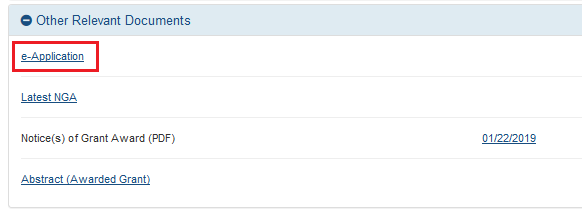 Other Relevant Documents
e-Application
Latest NGA
Notice(s) of Grant Award (PDF) 01/22/2019
Abstract (Awarded Grant)